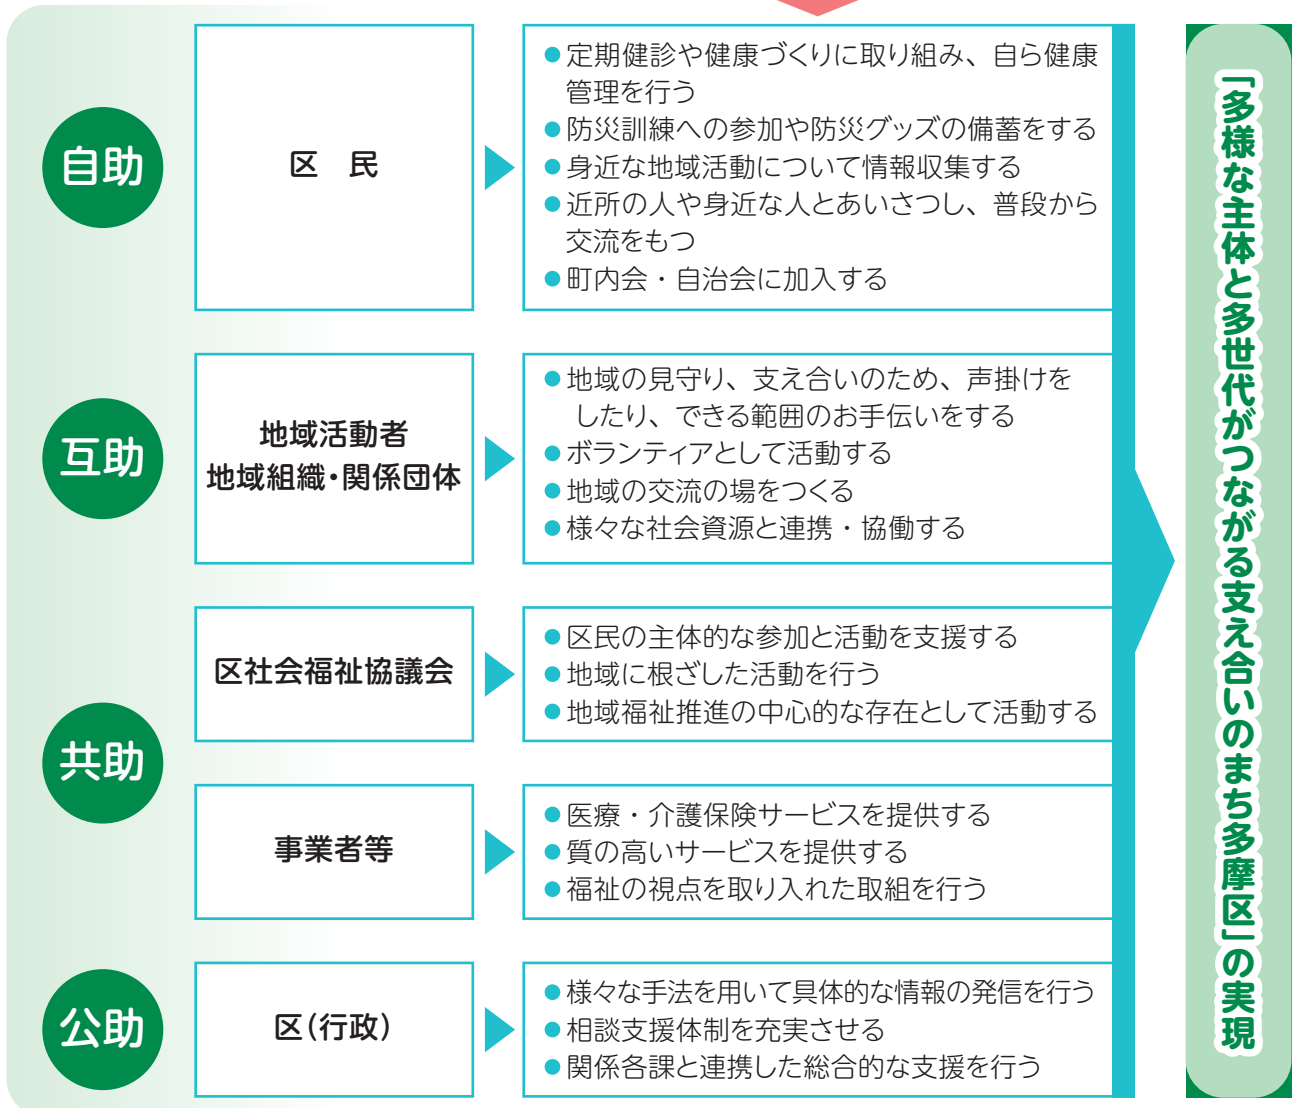 自助
区　民
●定期健診や健康づくりに取り組み、自ら健康
管理を行う
●防災訓練への参加や防災グッズの備蓄をする
●身近な地域活動について情報収集する
●近所の人や身近な人とあいさつし、普段から
交流をもつ
●町内会・自治会に加入する
互助
地域活動者
地域組織・関係団体
●地域の見守り、支え合いのため、声掛けを
したり、できる範囲のお手伝いをする
●ボランティアとして活動する
●地域の交流の場をつくる
●様々な社会資源と連携・協働する
共助
区社会福祉協議会
●区民の主体的な参加と活動を支援する
●地域に根ざした活動を行う
●地域福祉推進の中心的な存在として活動する
事業者等
●医療・介護保険サービスを提供する
●質の高いサービスを提供する
●福祉の視点を取り入れた取組を行う
公助
区（行政）
●様々な手法を用いて具体的な情報の発信を行う
●相談支援体制を充実させる
●関係各課と連携した総合的な支援を行う
「多様な主体と多世代がつながる支え合いのまち多摩区」の実現